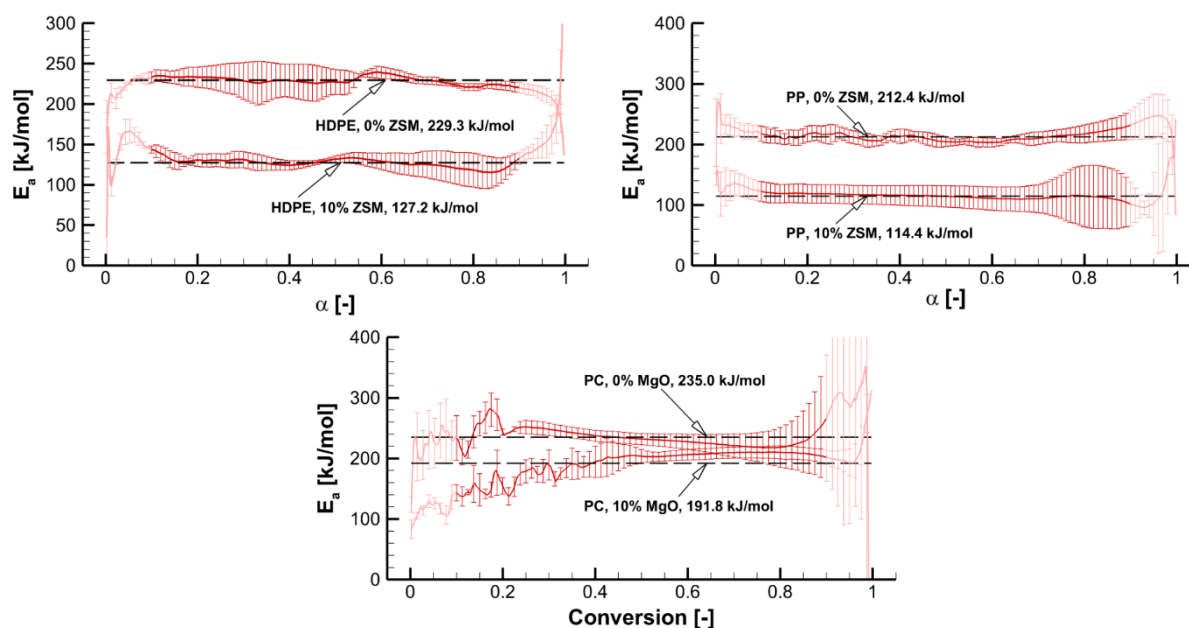 300
250
200
150
100
50
0
E_a [kJ/mol]
HDPE, 0% ZSM, 229.3 kJ/mol
HDPE, 10% ZSM, 127.2 kJ/mol
0 0.2 0.4 0.6 0.8 1
α [-]
400
300
200
100
0
E_a [kJ/mol]
PP, 0% ZSM, 212.4 kJ/mol
PP, 10% ZSM, 114.4 kJ/mol
0 0.2 0.4 0.6 0.8 1
α [-]
400
300
200
100
0
E_a [kJ/mol]
PC, 0% MgO, 235.0 kJ/mol
PC, 10% MgO, 191.8 kJ/mol
0 0.2 0.4 0.6 0.8 1
Conversion [-]